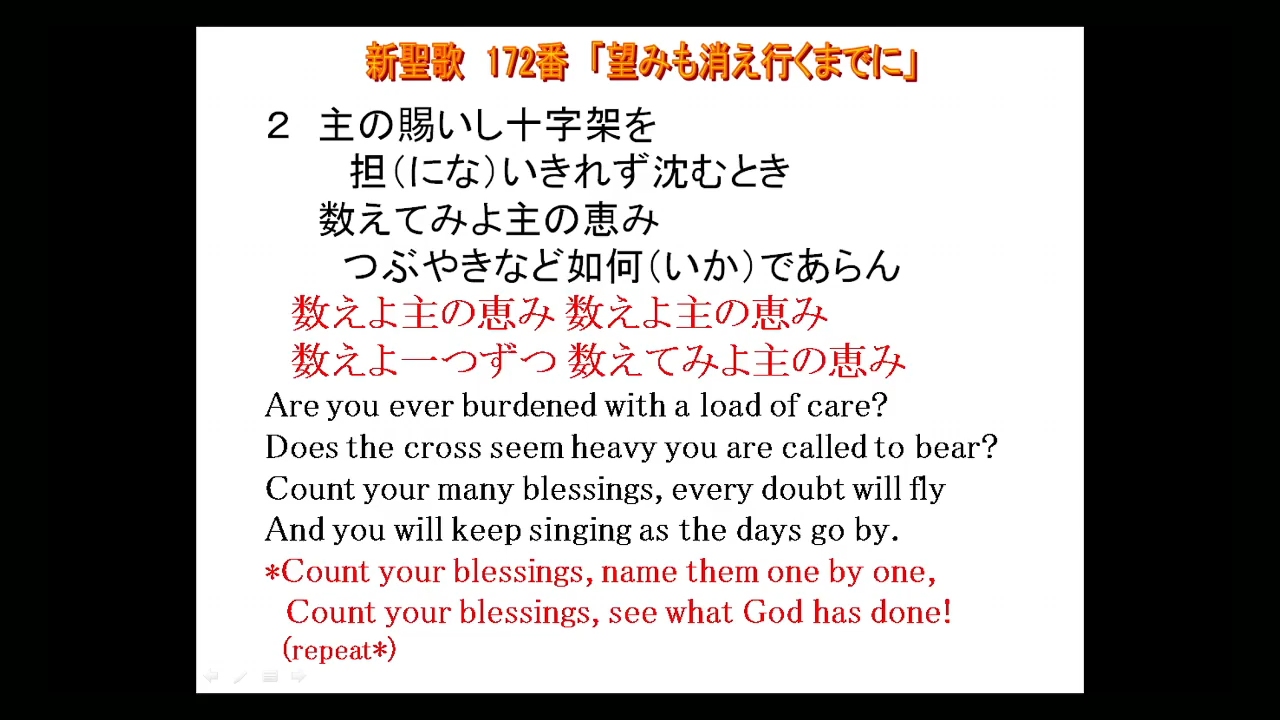 新聖歌　172番　「望みも消え行くまでに」
２　主の賜いし十字架を
担（にな）いきれず沈むとき
数えてみよ主の恵み
つぶやきなど如何（いか）であらん
数えよ主の恵み 数えよ主の恵み
数えよ一つずつ 数えてみよ主の恵み
Are you ever burdened with a load of care?
Does the cross seem heavy you are called to bear?
Count your many blessings, every doubt will fly
And you will keep singing as the days go by.
*Count your blessings, name them one by one,
Count your blessings, see what God has done!
(repeat*)